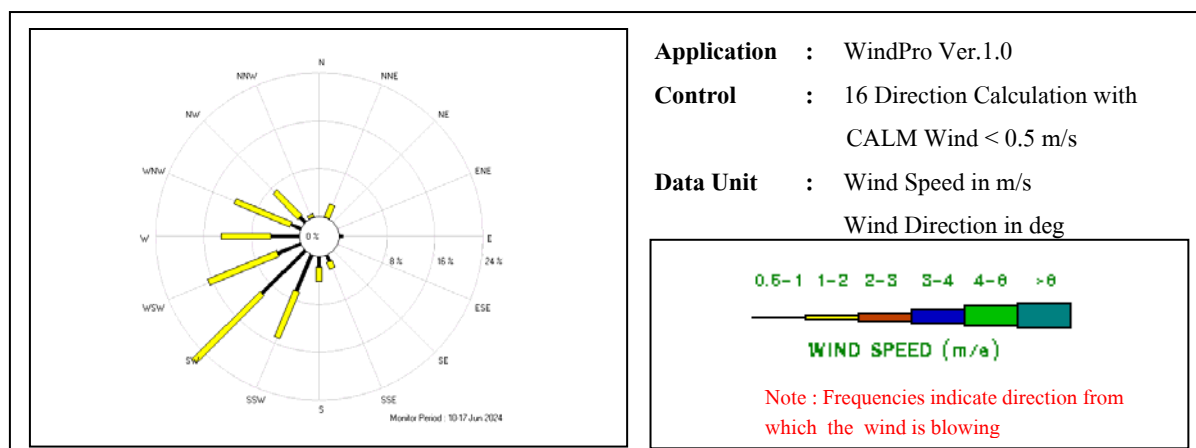 N
NNW
NNE
NW
NE
WNW
ENE
W
0 %
E
8 %
16 %
24 %
WSW
ESE
SW
SE
SSW
SSE
S
Monitor Period : 10-17 Jun 2024
Application : WindPro Ver.1.0
Control : 16 Direction Calculation with
CALM Wind < 0.5 m/s
Data Unit : Wind Speed in m/s
Wind Direction in deg
0.5-1 1-2 2-3 3-4 4-6 >6
WIND SPEED (m/s)
Note : Frequencies indicate direction from
which the wind is blowing